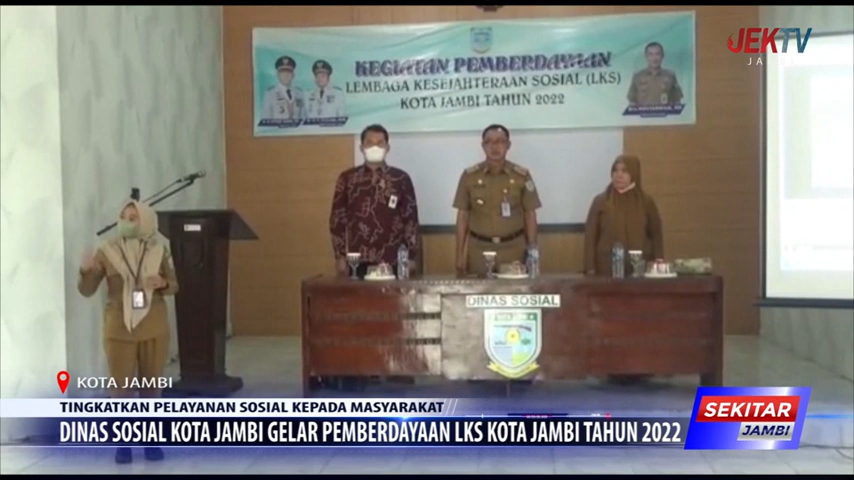 JEKTV
JA
KEGIATAN PEMBERDAYAAN
LEMBAGA KESEJAHTERAAN SOSIAL (LKS)
KOTA JAMBI TAHUN 2022
DINAS SOSIAL
KOTA JAMBI
TINGKATKAN PELAYANAN SOSIAL KEPADA MASYARAKAT
DINAS SOSIAL KOTA JAMBI GELAR PEMBERDAYAAN LKS KOTA JAMBI TAHUN 2022
SEKITAR
JAMBI